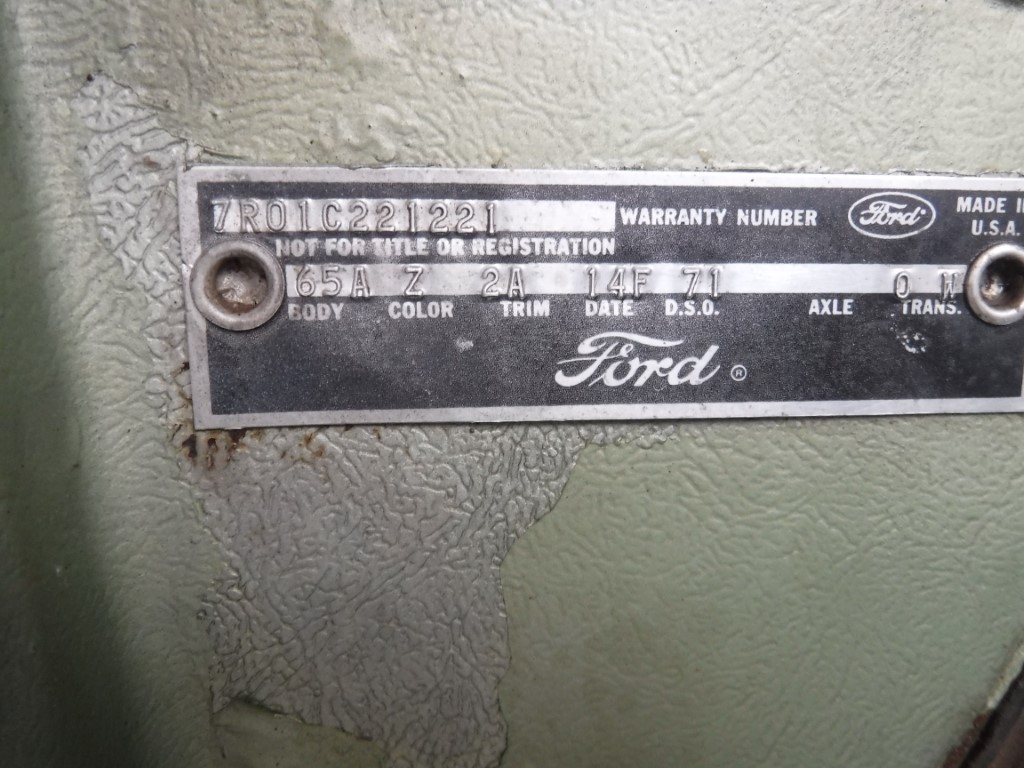 7R01C221221 WARRANTY NUMBER Ford MADE IN
U.S.A.
NOT FOR TITLE OR REGISTRATION
65A Z 2A 14F 71 0 W
BODY COLOR TRIM DATE D.S.O. AXLE TRANS.
Ford ®